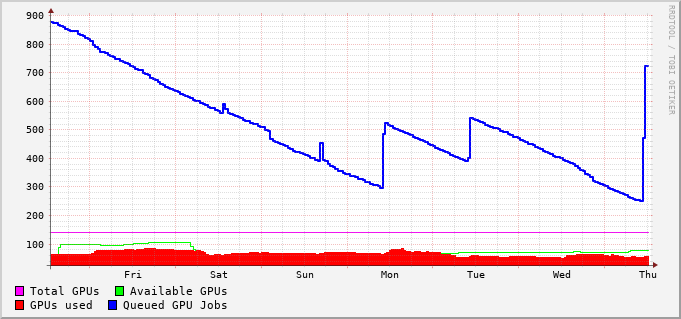 900
800
700
600
500
400
300
200
100
Fri Sat Sun Mon Tue Wed Thu
Total GPUs Available GPUs
GPUs used Queued GPU Jobs
RRDTOOL / TOBI OETIKER